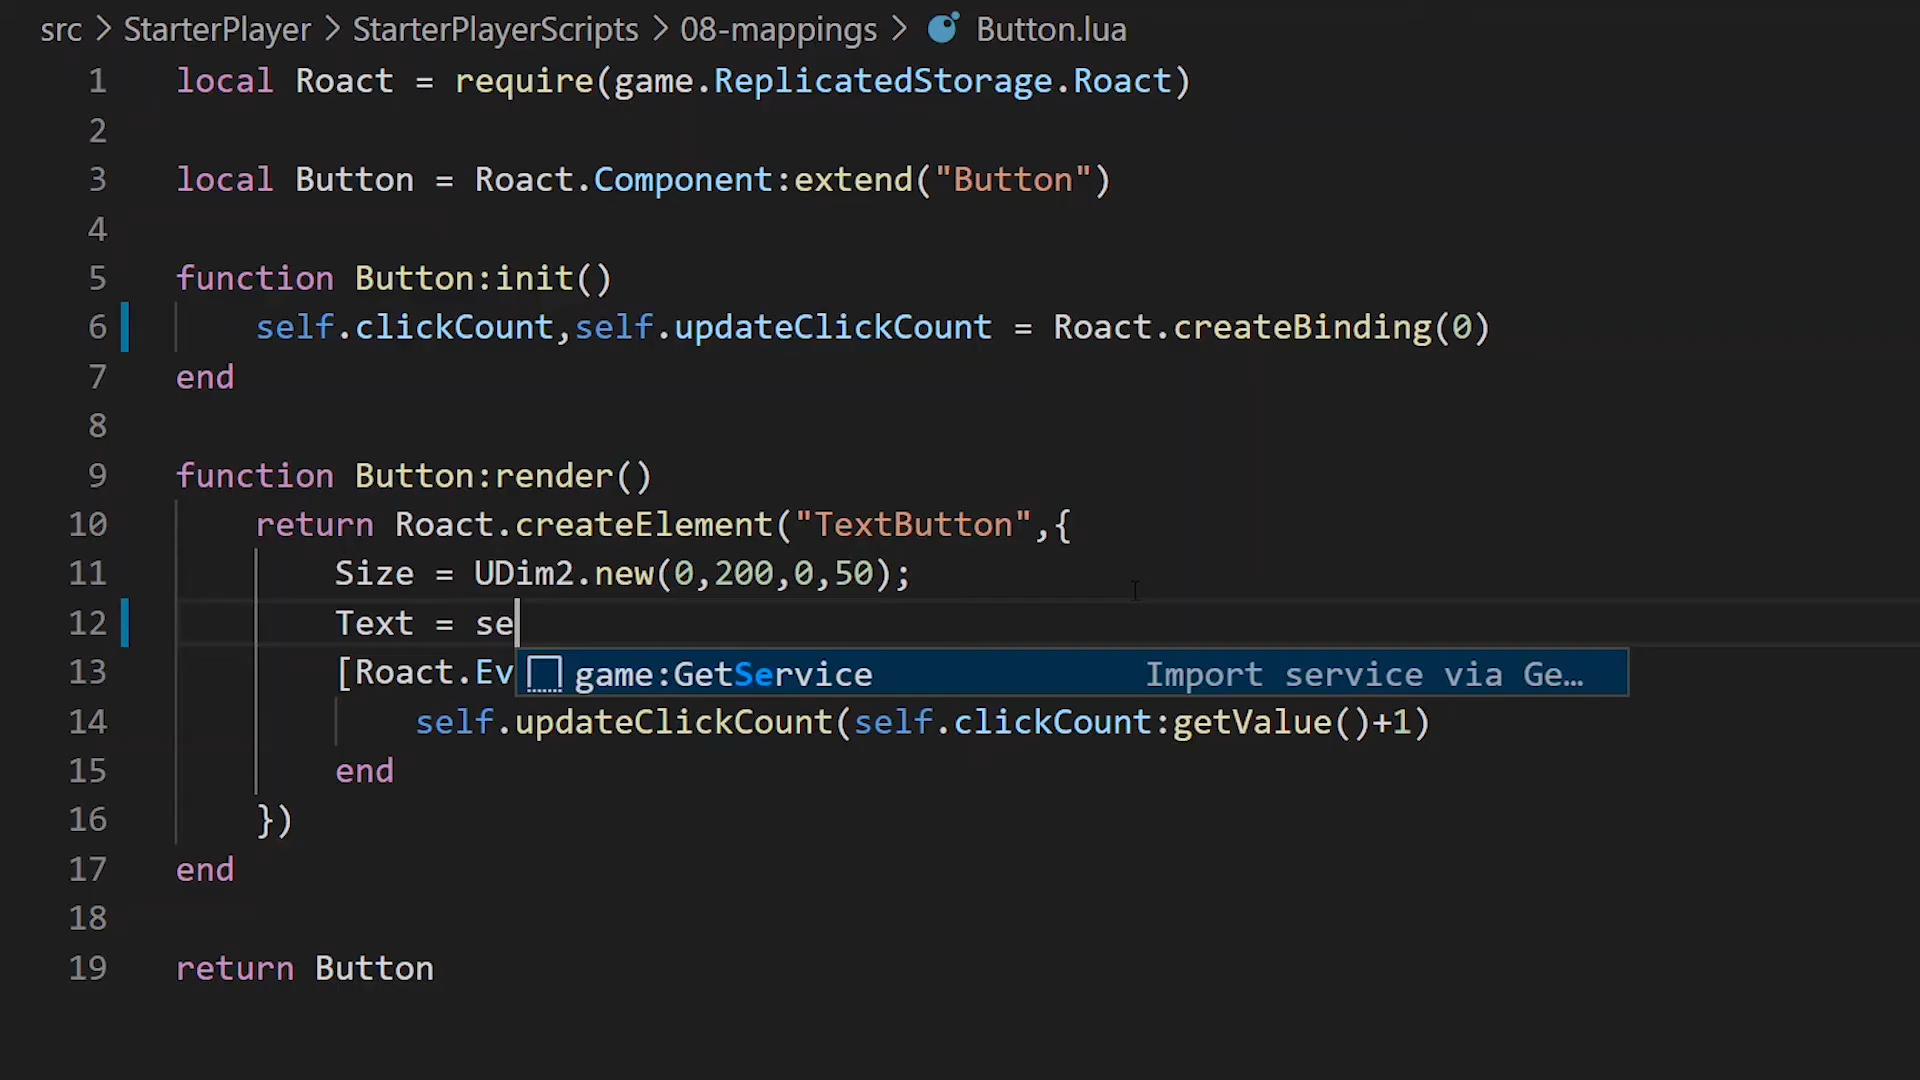 src > StarterPlayer > StarterPlayerScripts > 08-mappings > Button.lua
1 local Roact = require(game.ReplicatedStorage.Roact)
2
3 local Button = Roact.Component:extend("Button")
4
5 function Button:init()
6 self.clickCount,self.updateClickCount = Roact.createBinding(0)
7 end
8
9 function Button:render()
10 return Roact.createElement("TextButton",{
11 Size = UDim2.new(0,200,0,50);
12 Text = se
13 [Roact.Ev game:GetService Import service via Ge…
14 self.updateClickCount(self.clickCount:getValue()+1)
15 end
16 })
17 end
18
19 return Button